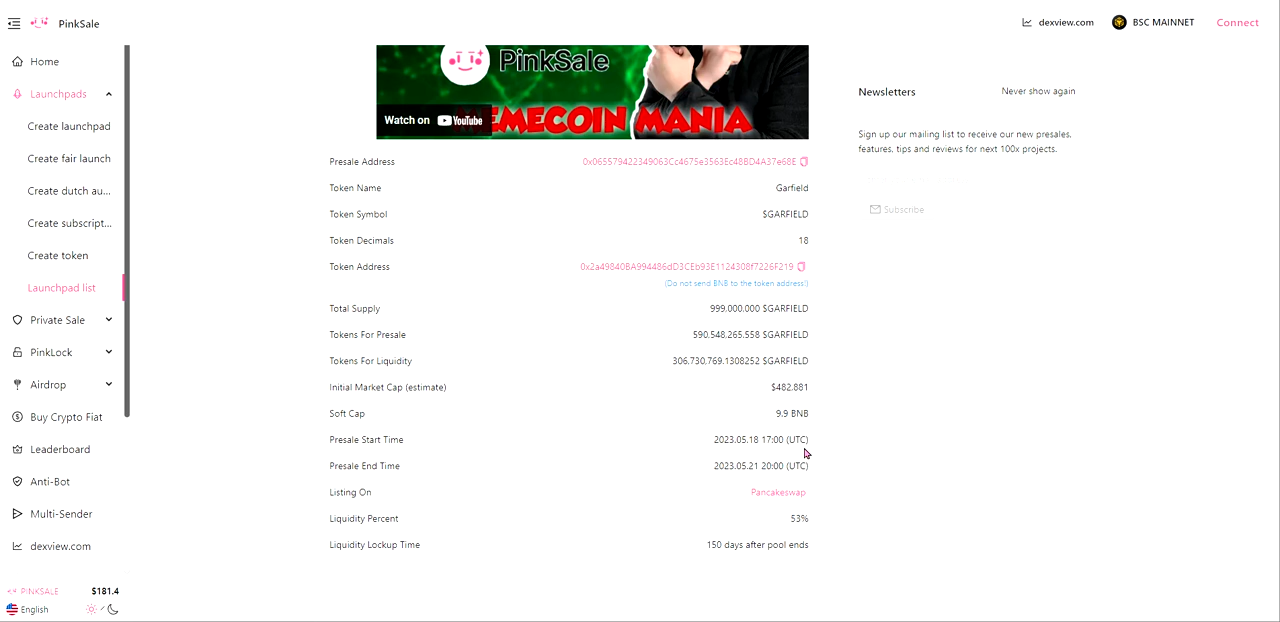 PinkSale
dexview.com
BSC MAINNET
Connect
Home
Launchpads
Create launchpad
Create fair launch
Create dutch au...
Create subscript...
Create token
Launchpad list
Private Sale
PinkLock
Airdrop
Buy Crypto Fiat
Leaderboard
Anti-Bot
Multi-Sender
dexview.com
PINKSALE $181.4
English
PinkSale
Watch on YouTube
MEMECOIN MANIA
Presale Address 0x065579422349063Cc4675e3563Ec48BD4A37e68E
Token Name Garfield
Token Symbol $GARFIELD
Token Decimals 18
Token Address 0x2a49840BA994486dD3CEb93E1124308f7226F219
(Do not send BNB to the token address!)
Total Supply 999,000,000 $GARFIELD
Tokens For Presale 590,548,265.558 $GARFIELD
Tokens For Liquidity 306,730,769.1308252 $GARFIELD
Initial Market Cap (estimate) $482,881
Soft Cap 9.9 BNB
Presale Start Time 2023.05.18 17:00 (UTC)
Presale End Time 2023.05.21 20:00 (UTC)
Listing On Pancakeswap
Liquidity Percent 53%
Liquidity Lockup Time 150 days after pool ends
Newsletters Never show again
Sign up our mailing list to receive our new presales,
features, tips and reviews for next 100x projects.
Subscribe